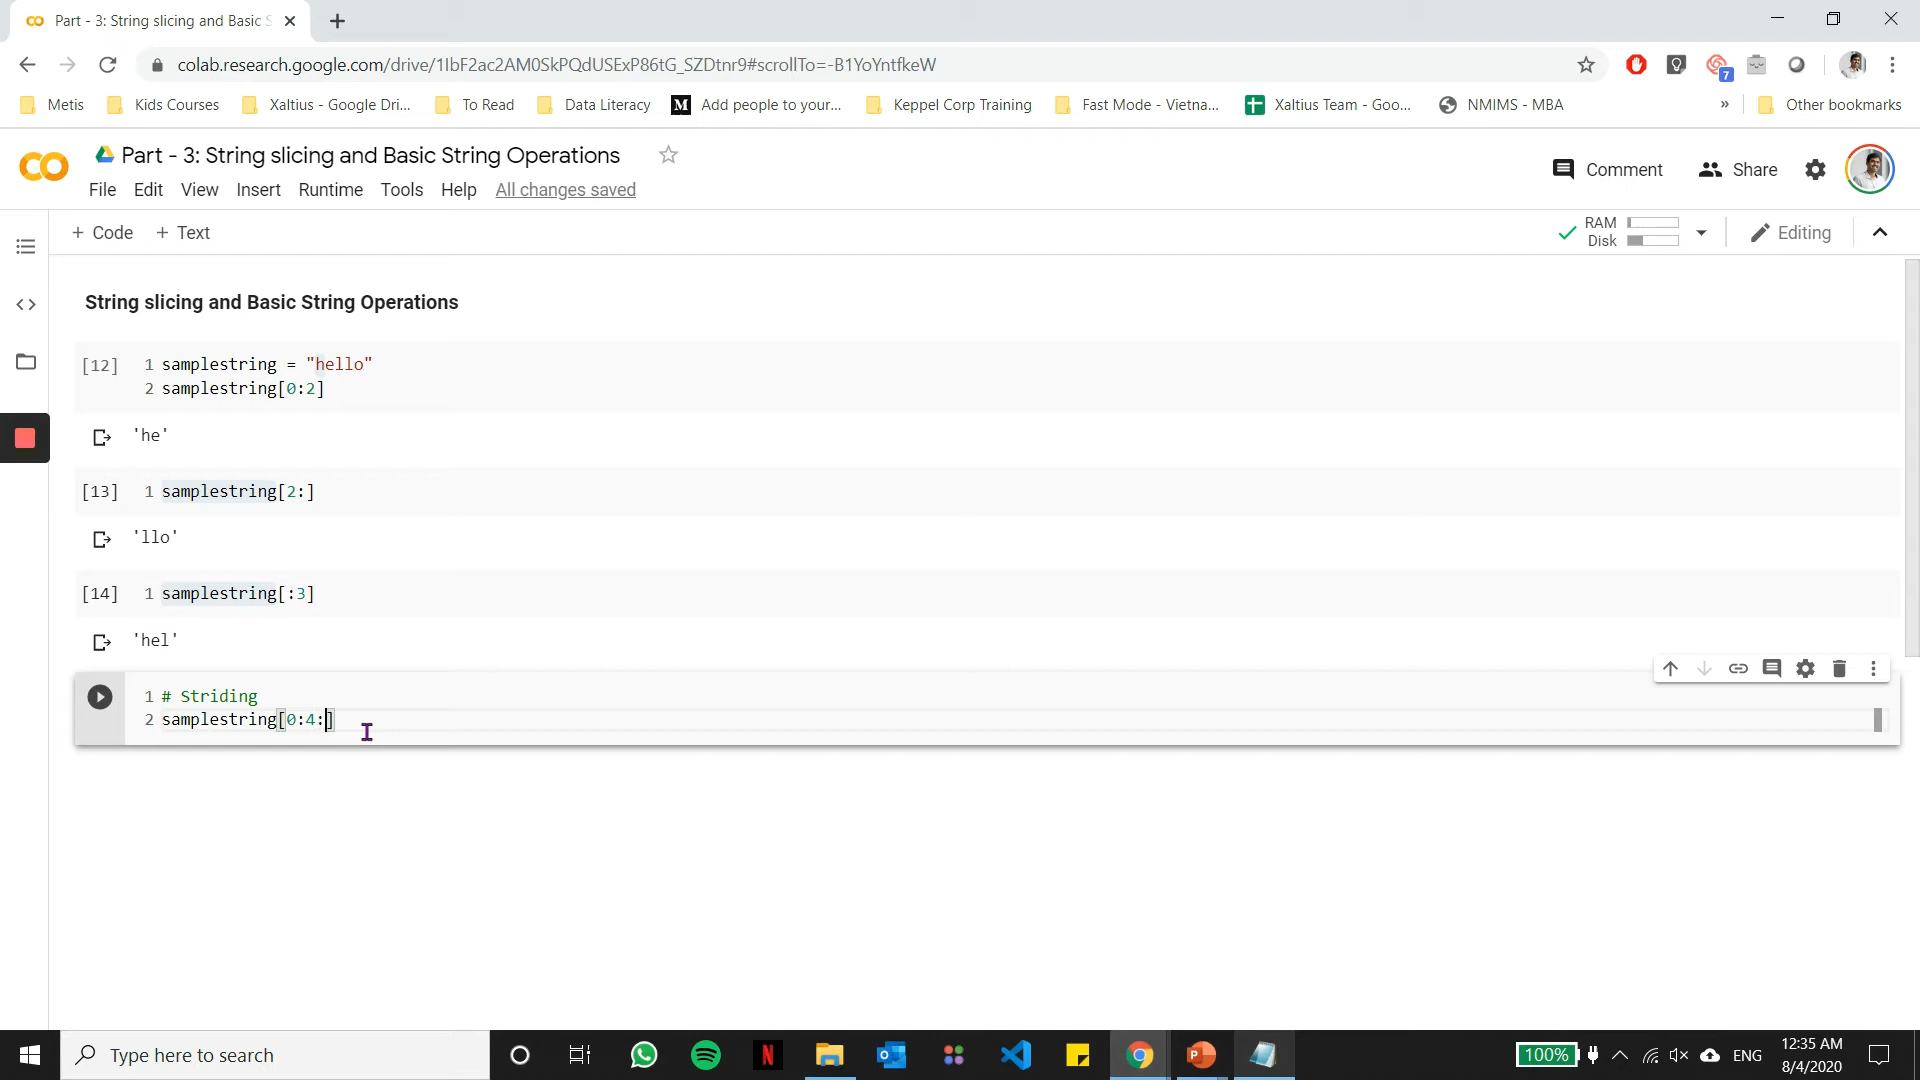 Part - 3: String slicing and Basic S
colab.research.google.com/drive/1IbF2ac2AM0SkPQdUSExP86tG_SZDtnr9#scrollTo=-B1YoYntfkeW
7
Metis
Kids Courses
Xaltius - Google Dri...
To Read
Data Literacy
M
Add people to your...
Keppel Corp Training
Fast Mode - Vietna...
Xaltius Team - Goo...
NMIMS - MBA
»
Other bookmarks
Part - 3: String slicing and Basic String Operations
Comment
Share
File Edit View Insert Runtime Tools Help All changes saved
+ Code + Text
RAM
Disk
Editing
String slicing and Basic String Operations
[12] 1 samplestring = "hello"
2 samplestring[0:2]
'he'
[13] 1 samplestring[2:]
'llo'
[14] 1 samplestring[:3]
'hel'
1 # Striding
2 samplestring[0:4:]
Type here to search
N
P
100%
ENG
12:35 AM
8/4/2020